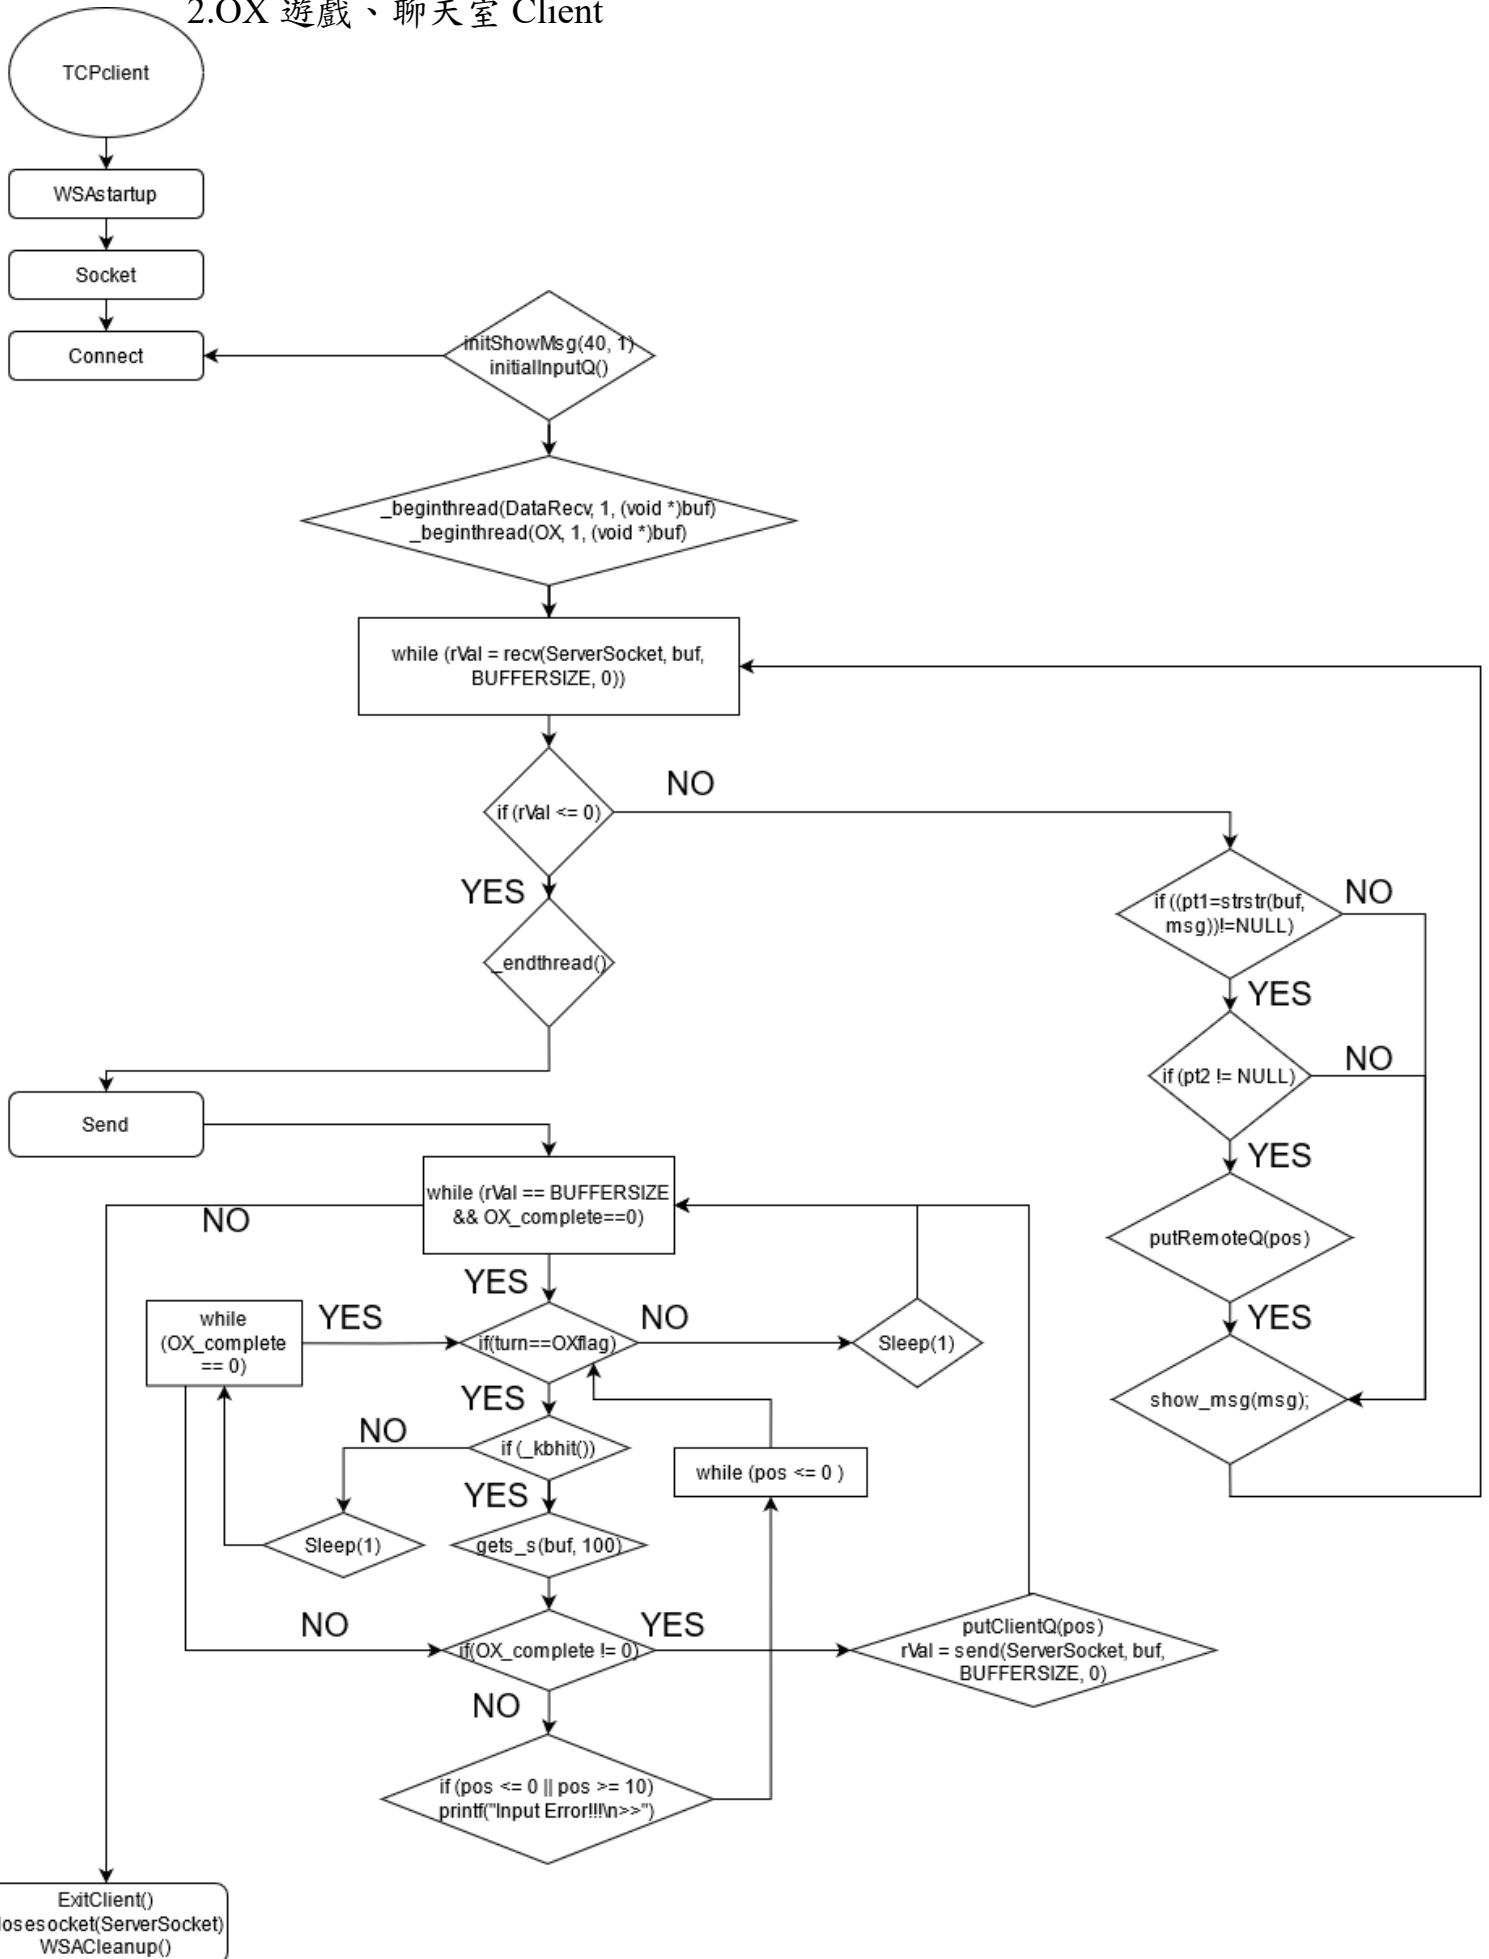 2.OX 遊戲、聊天室 Client
TCPclient
WSAstartup
Socket
Connect
initShowMsg(40, 1)
initialInputQ()
_beginthread(DataRecv, 1, (void *)buf)
_beginthread(OX, 1, (void *)buf)
while (rVal = recv(ServerSocket, buf,
BUFFERSIZE, 0))
if (rVal <= 0)
NO
YES
_endthread()
if ((pt1=strstr(buf,
msg))!=NULL)
NO
YES
if (pt2 != NULL)
NO
YES
putRemoteQ(pos)
YES
show_msg(msg);
Send
while (rVal == BUFFERSIZE
&& OX_complete==0)
NO
YES
while
(OX_complete
== 0)
YES
if(turn==OXflag)
NO
Sleep(1)
YES
if (_kbhit())
NO
Sleep(1)
YES
gets_s(buf, 100)
while (pos <= 0 )
NO
if(OX_complete != 0)
YES
putClientQ(pos)
rVal = send(ServerSocket, buf,
BUFFERSIZE, 0)
NO
if (pos <= 0 || pos >= 10)
printf("Input Error!!!\n>>")
ExitClient()
losesocket(ServerSocket)
WSACleanup()